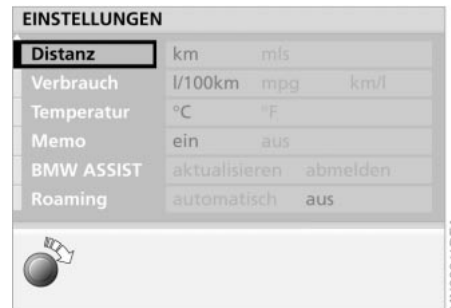 EINSTELLUNGEN
Distanz km mls
Verbrauch l/100km mpg km/l
Temperatur °C °F
Memo ein aus
BMW ASSIST aktualisieren abmelden
Roaming automatisch aus